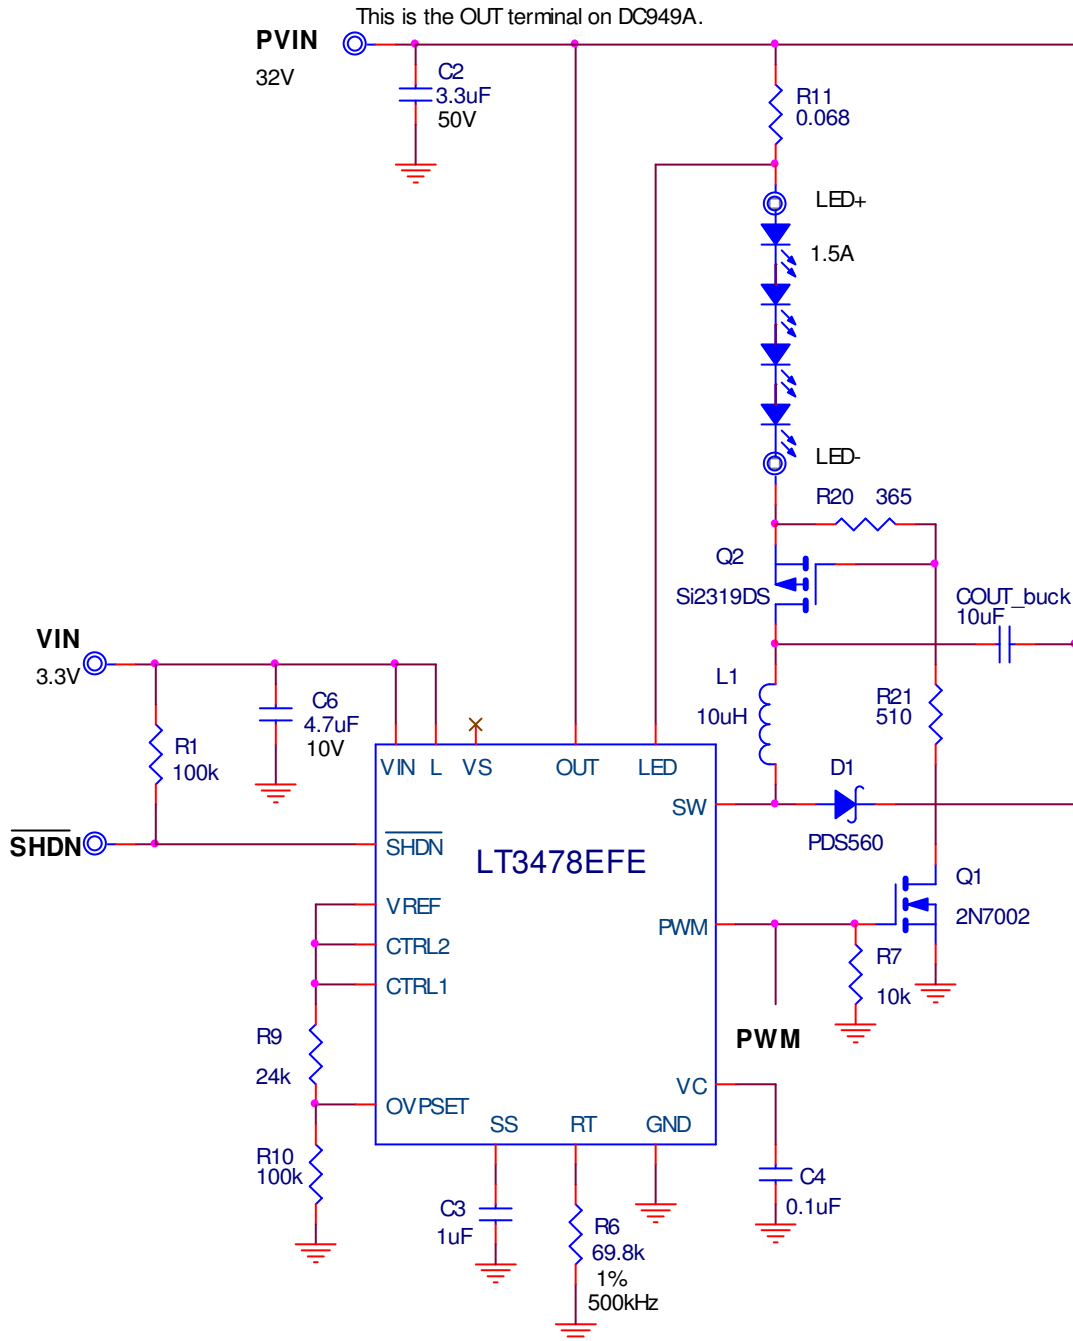 This is the OUT terminal on DC949A.
PVIN
32V
C2
3.3uF
50V
R11
0.068
LED+
1.5A
LED-
R20 365
Q2
Si2319DS
COUT_buck
10uF
VIN
3.3V
L1
10uH
R21
510
C6
4.7uF
10V
R1
100k
VIN L VS OUT LED
D1
SW
PDS560
SHDN
SHDN
LT3478EFE
Q1
2N7002
VREF
PWM
CTRL2
R7
10k
CTRL1
PWM
R9
24k
VC
OVPSET
SS RT GND
R10
100k
C4
0.1uF
C3
1uF
R6
69.8k
1%
500kHz